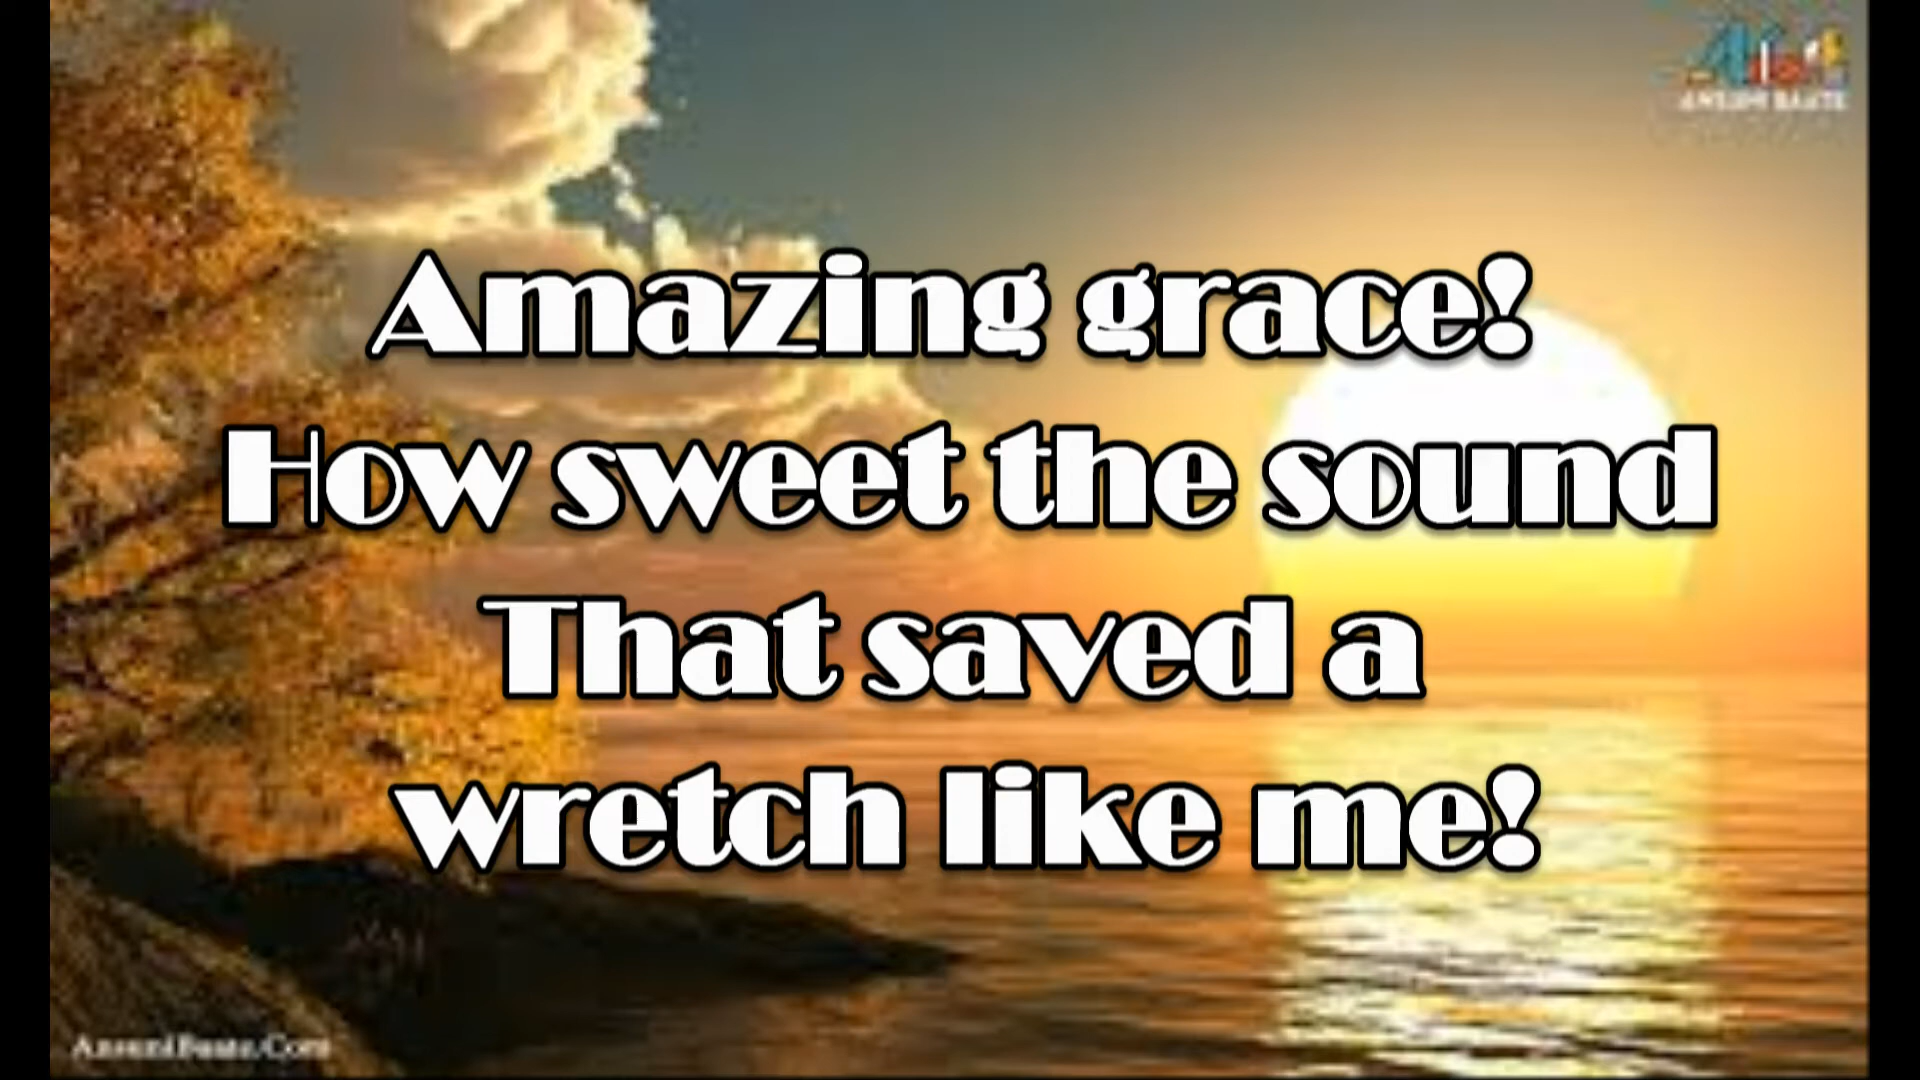 Amazing grace!
How sweet the sound
That saved a
wretch like me!